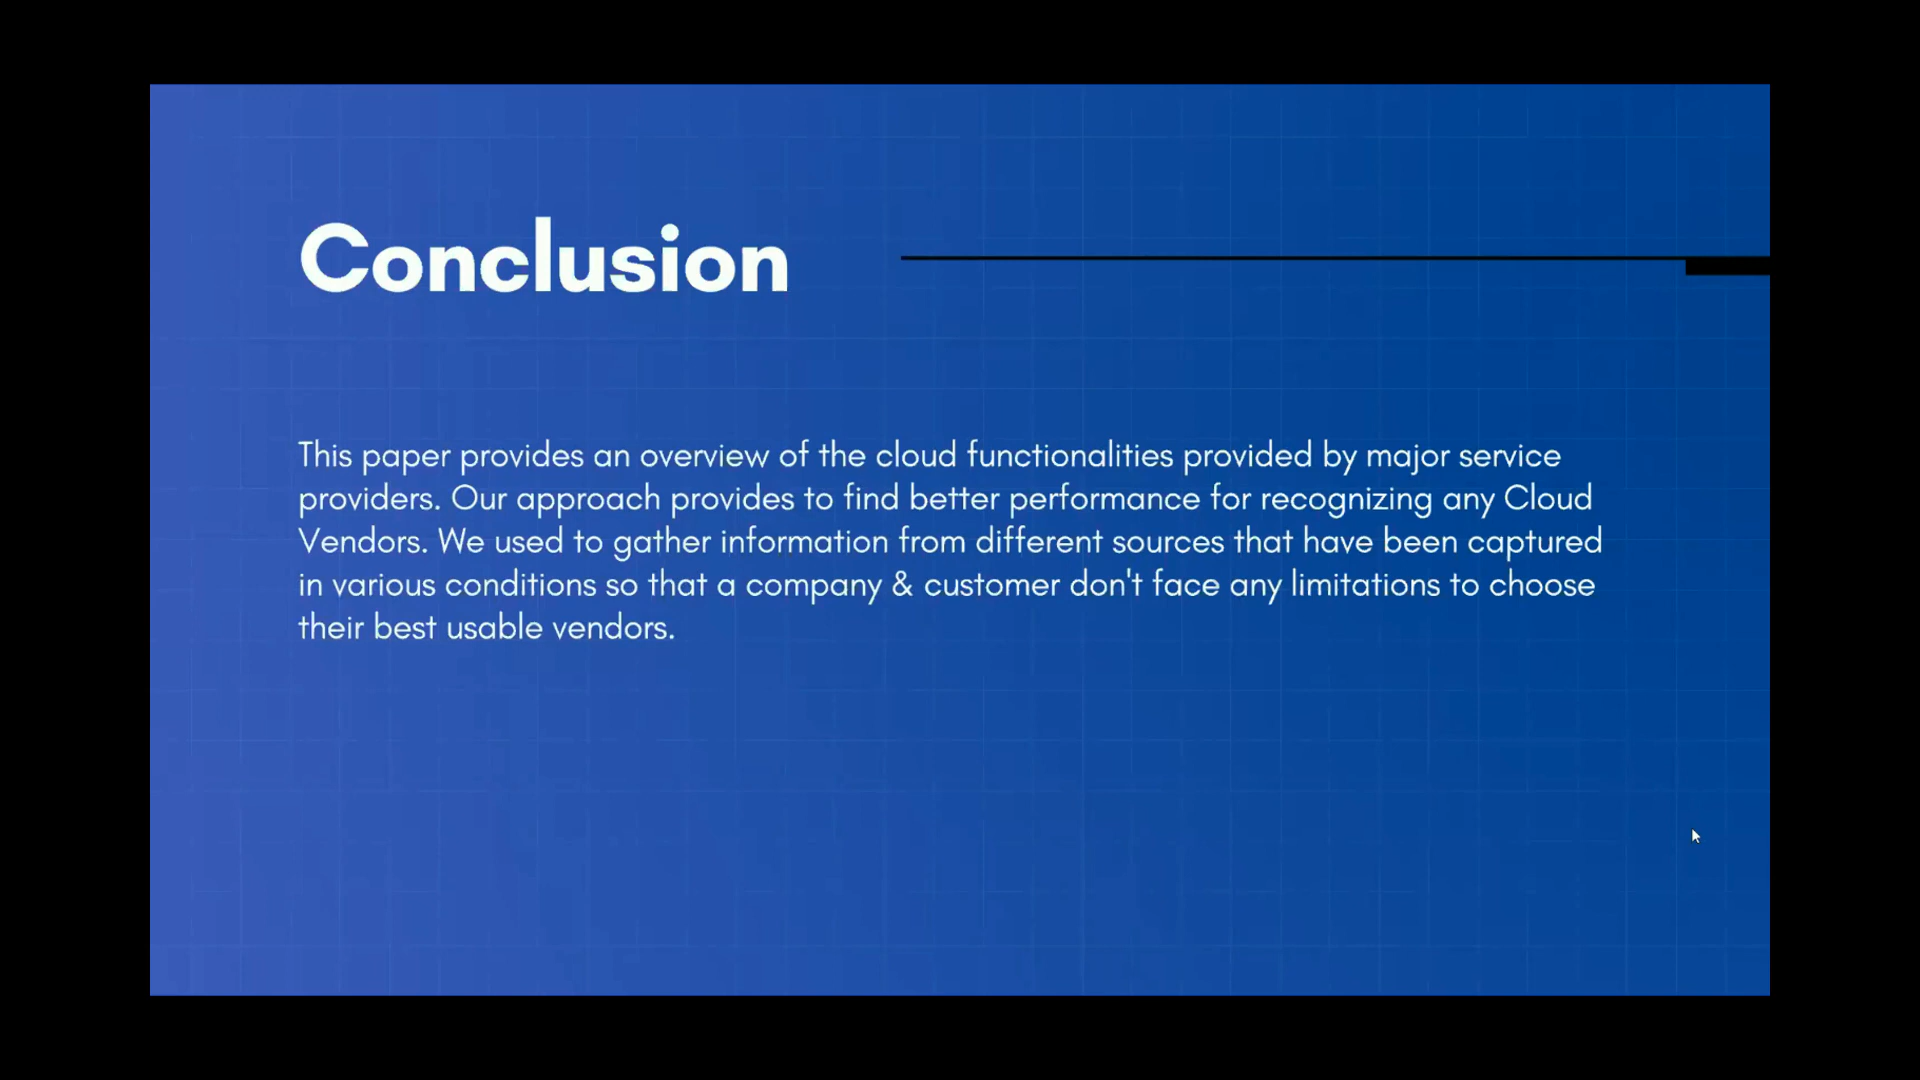 Conclusion
This paper provides an overview of the cloud functionalities provided by major service
providers. Our approach provides to find better performance for recognizing any Cloud
Vendors. We used to gather information from different sources that have been captured
in various conditions so that a company & customer don't face any limitations to choose
their best usable vendors.